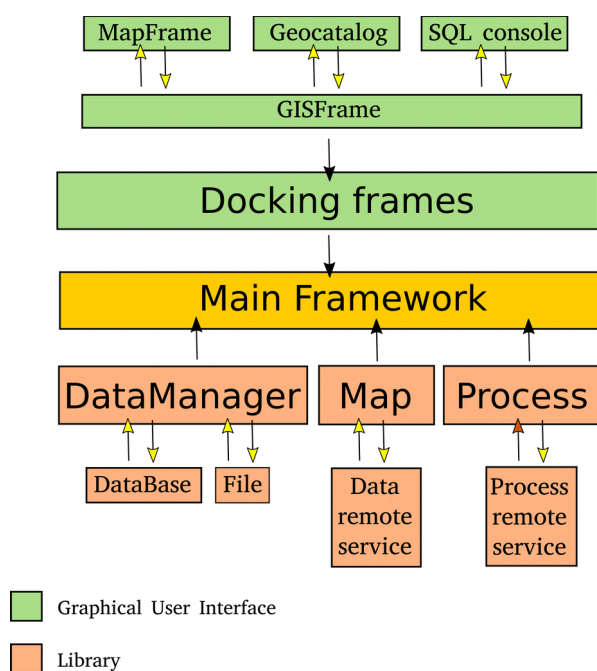 MapFrame
Geocatalog
SQL console
GISFrame
Docking frames
Main Framework
DataManager
Map
Process
DataBase
File
Data
remote
service
Process
remote
service
Graphical User Interface
Library